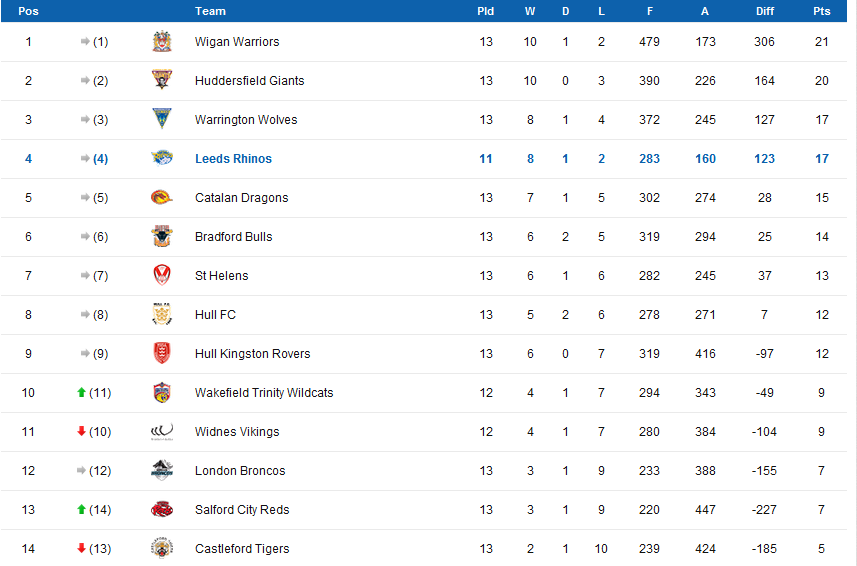 Pos Team Pld W D L F A Diff Pts
1 (1) Wigan Warriors 13 10 1 2 479 173 306 21
2 (2) Huddersfield Giants 13 10 0 3 390 226 164 20
3 (3) Warrington Wolves 13 8 1 4 372 245 127 17
4 (4) Leeds Rhinos 11 8 1 2 283 160 123 17
5 (5) Catalan Dragons 13 7 1 5 302 274 28 15
6 (6) Bradford Bulls 13 6 2 5 319 294 25 14
7 (7) St Helens 13 6 1 6 282 245 37 13
8 (8) Hull FC 13 5 2 6 278 271 7 12
9 (9) Hull Kingston Rovers 13 6 0 7 319 416 -97 12
10 (11) Wakefield Trinity Wildcats 12 4 1 7 294 343 -49 9
11 (10) Widnes Vikings 12 4 1 7 280 384 -104 9
12 (12) London Broncos 13 3 1 9 233 388 -155 7
13 (14) Salford City Reds 13 3 1 9 220 447 -227 7
14 (13) Castleford Tigers 13 2 1 10 239 424 -185 5